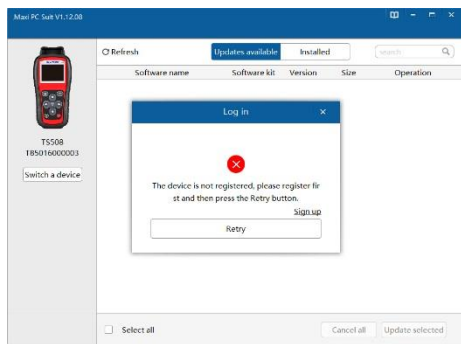 Maxi PC Suit V1.12.08
Refresh
Updates available
Installed
search
Software name
Software kit
Version
Size
Operation
TS508
TB5016000003
Switch a device
Log in
The device is not registered, please register fir
st and then press the Retry button.
Sign up
Retry
Select all
Cancel all
Update selected